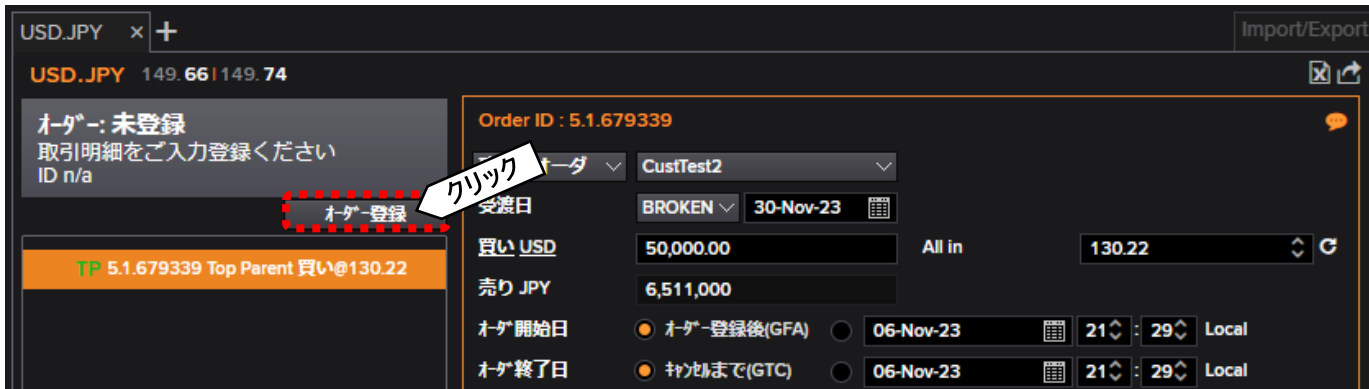 USD.JPY × +
Import/Export
USD.JPY 149.66 149.74
ｵｰﾀﾞｰ: 未登録
取引明細をご入力登録ください
ID n/a
ｵｰﾀﾞｰ登録
クリック
TP 5.1.679339 Top Parent 買い@130.22
Order ID : 5.1.679339
ｵｰﾀﾞ CustTest2
受渡日 BROKEN 30-Nov-23
買い USD 50,000.00 All in 130.22
売り JPY 6,511,000
ｵｰﾀﾞ開始日 ｵｰﾀﾞｰ登録後(GFA) 06-Nov-23 21 : 29 Local
ｵｰﾀﾞ終了日 ｷｬﾝｾﾙまで(GTC) 06-Nov-23 21 : 29 Local